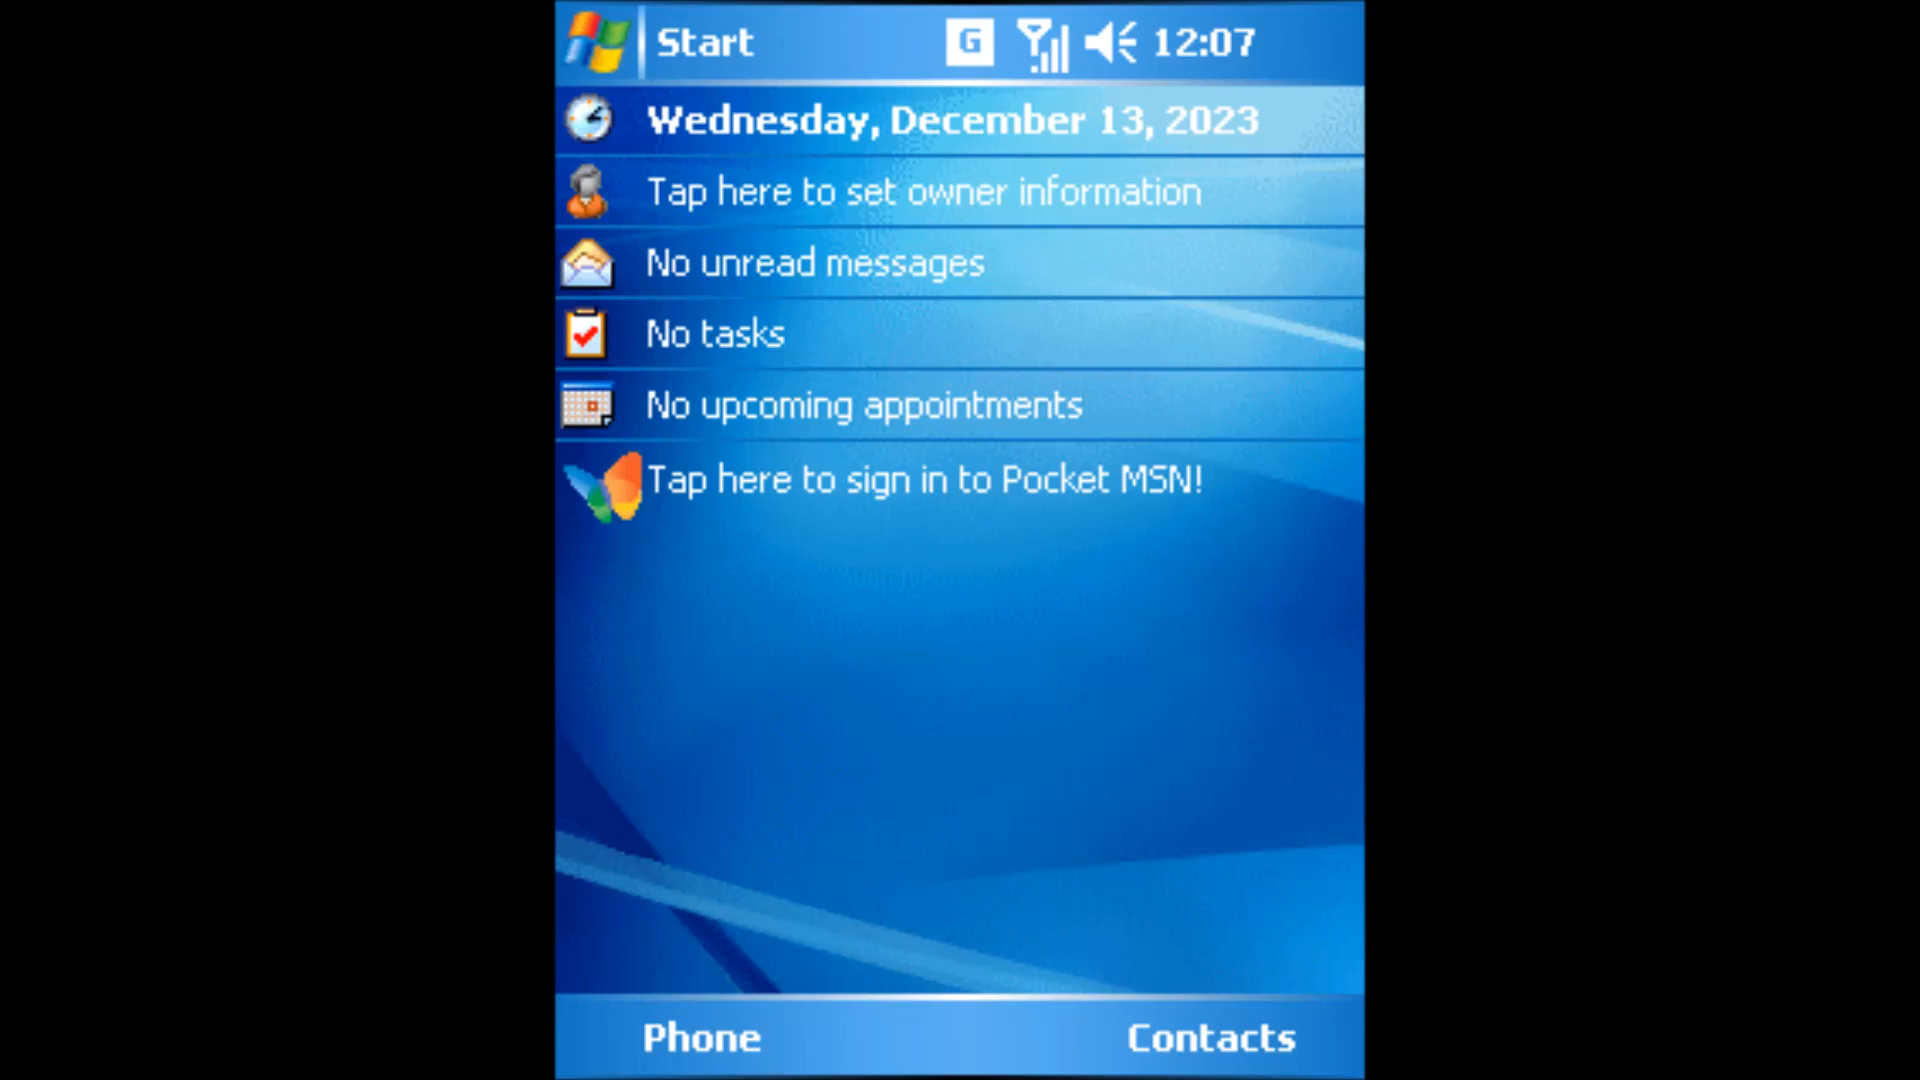 Start G 12:07
Wednesday, December 13, 2023
Tap here to set owner information
No unread messages
No tasks
No upcoming appointments
Tap here to sign in to Pocket MSN!
Phone Contacts